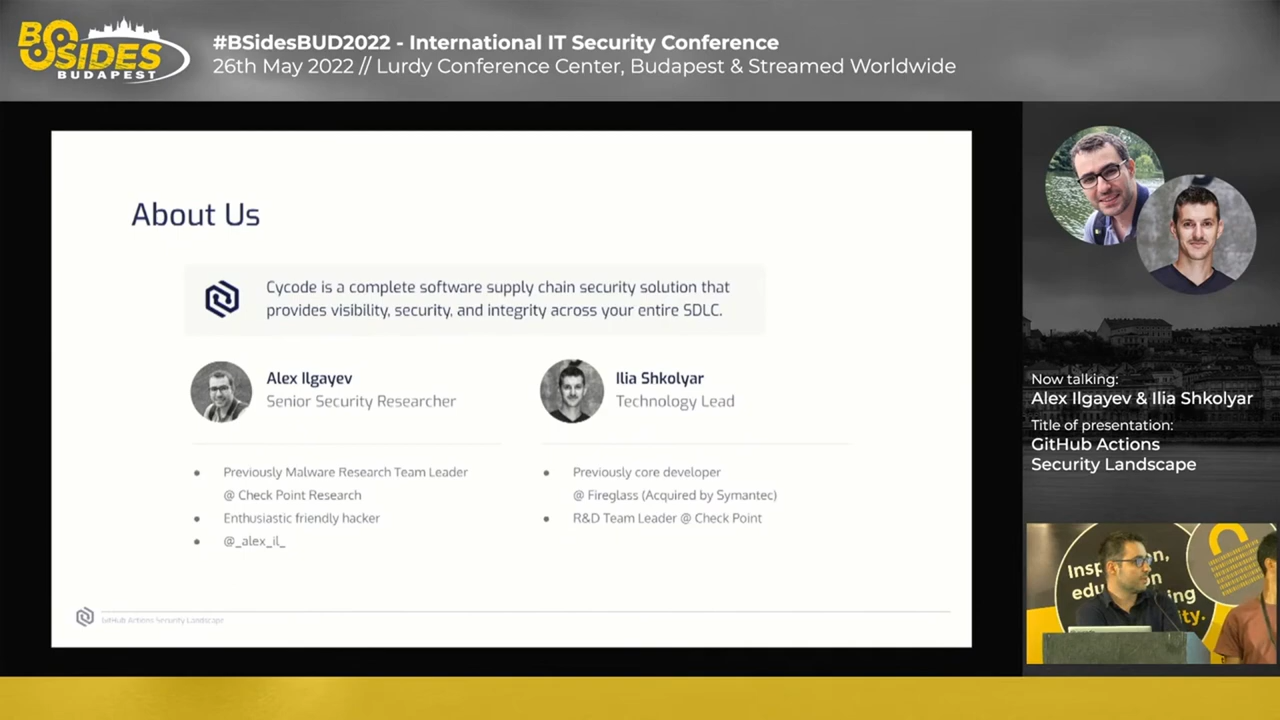 BSIDES
BUDAPEST
#BSidesBUD2022 - International IT Security Conference
26th May 2022 // Lurdy Conference Center, Budapest & Streamed Worldwide
About Us
Cycode is a complete software supply chain security solution that
provides visibility, security, and integrity across your entire SDLC.
Alex Ilgayev
Senior Security Researcher
• Previously Malware Research Team Leader
@ Check Point Research
• Enthusiastic friendly hacker
• @_alex_il_
Ilia Shkolyar
Technology Lead
• Previously core developer
@ Fireglass (Acquired by Symantec)
• R&D Team Leader @ Check Point
GitHub Actions Security Landscape
Now talking:
Alex Ilgayev & Ilia Shkolyar
Title of presentation:
GitHub Actions
Security Landscape